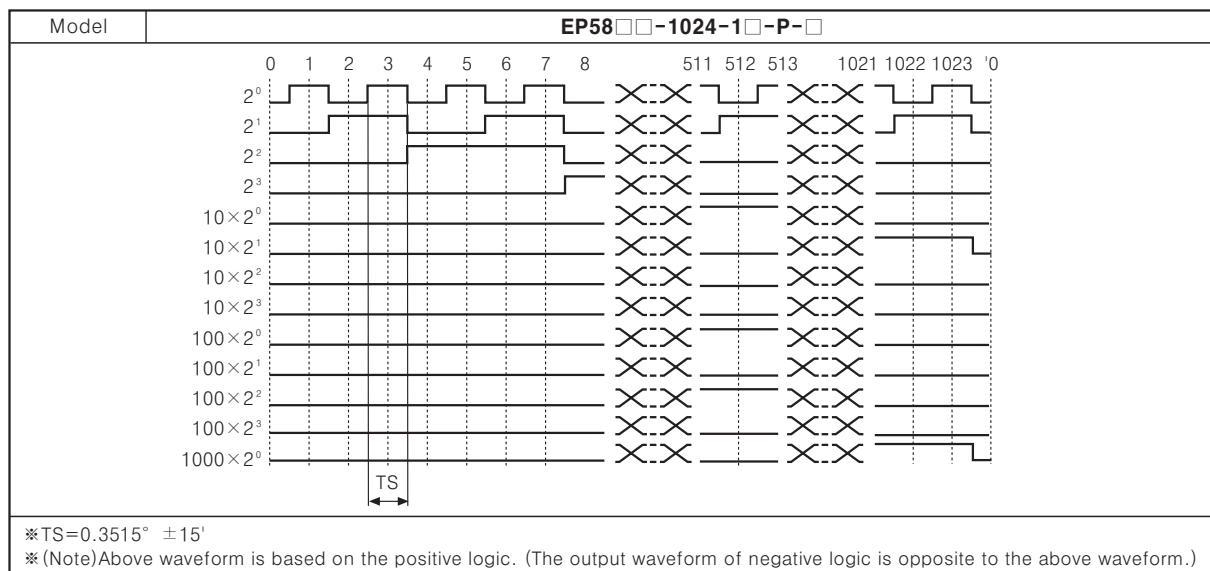 Model EP58□□-1024-1□-P-□
0 1 2 3 4 5 6 7 8 511 512 513 1021 1022 1023 '0
2⁰
2¹
2²
2³
10×2⁰
10×2¹
10×2²
10×2³
100×2⁰
100×2¹
100×2²
100×2³
1000×2⁰
TS
※TS=0.3515° ±15'
※(Note)Above waveform is based on the positive logic. (The output waveform of negative logic is opposite to the above waveform.)